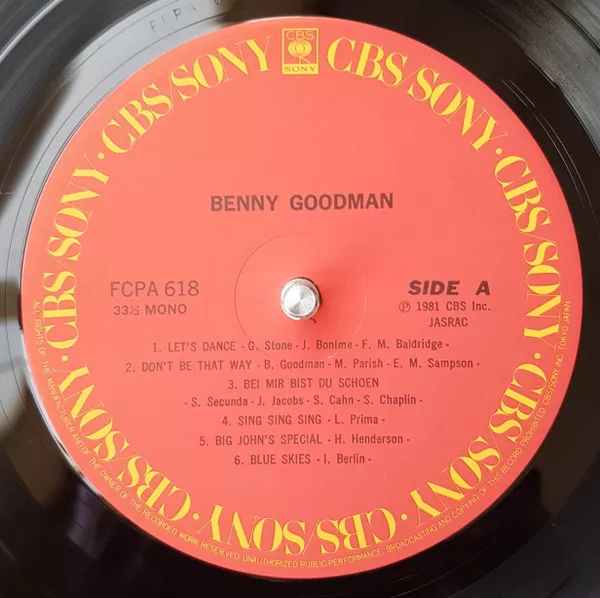 FCPA 6
CBS
SONY
CBS/SONY · CBS/SONY · CBS/SONY · CBS/SONY · CBS/SONY · CBS/SONY · CBS/SONY · CBS/SONY
BENNY GOODMAN
FCPA 618
33⅓ MONO
SIDE A
℗ 1981 CBS Inc.
JASRAC
1. LET'S DANCE - G. Stone - J. Bonime - F. M. Baldridge -
2. DON'T BE THAT WAY - B. Goodman - M. Parish - E. M. Sampson -
3. BEI MIR BIST DU SCHOEN
- S. Secunda - J. Jacobs - S. Cahn - S. Chaplin -
4. SING SING SING - L. Prima -
5. BIG JOHN'S SPECIAL - H. Henderson -
6. BLUE SKIES - I. Berlin -
ALL RIGHTS OF THE MANUFACTURER AND OF THE OWNER OF THE RECORDED WORK RESERVED. UNAUTHORIZED PUBLIC PERFORMANCE, BROADCASTING AND COPYING OF THIS RECORD PROHIBITED CBS/SONY INC. TOKYO JAPAN